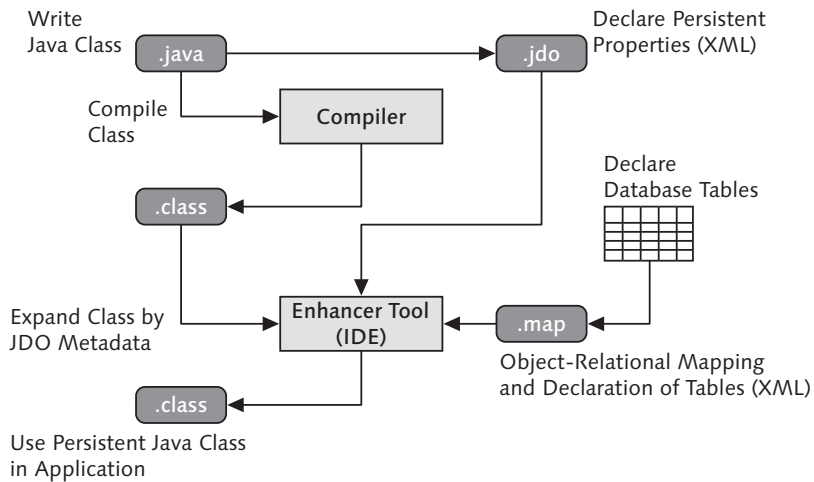 Write
Java Class
.java
.jdo
Declare Persistent
Properties (XML)
Compile
Class
Compiler
Declare
Database Tables
.class
Expand Class by
JDO Metadata
Enhancer Tool
(IDE)
.map
Object-Relational Mapping
and Declaration of Tables (XML)
.class
Use Persistent Java Class
in Application